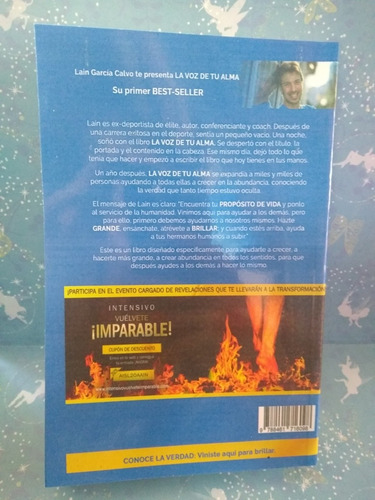 Lain García Calvo te presenta LA VOZ DE TU ALMA
Su primer BEST-SELLER
Lain es ex-deportista de élite, autor, conferenciante y coach. Después de
una carrera exitosa en el deporte, sentía un pequeño vacío. Una noche,
soñó con el libro LA VOZ DE TU ALMA. Se despertó con el título, la
portada y el contenido en la cabeza. Ese mismo día, dejó todo lo que
tenía que hacer y empezó a escribir el libro que hoy tienes en tus manos.
Un año después, LA VOZ DE TU ALMA se expandía a miles y miles de
personas ayudando a todas ellas a crecer en la abundancia, conociendo
la verdad que tanto tiempo estuvo oculta.
El mensaje de Lain es claro: "Encuentra tu PROPÓSITO DE VIDA y ponto
al servicio de la humanidad. Vinimos aquí para ayudar a los demás, pero
para ello, primero debemos ayudarnos a nosotros mismos. Hazte
GRANDE, ensánchate, atrévete a BRILLAR; y cuando estés arriba, ayuda
a tus hermanos humanos a subir"
Este es un libro diseñado específicamente para ayudarte a crecer, a
hacerte más grande, a crear abundancia en todos los sentidos, para que
después ayudes a los demás a hacer lo mismo.
¡PARTICIPA EN EL EVENTO CARGADO DE REVELACIONES QUE TE LLEVARÁN A LA TRANSFORMACIÓN!
INTENSIVO
VUÉLVETE
¡IMPARABLE!
CUPÓN DE DESCUENTO
CONOCE LA VERDAD: Viniste aquí para brillar.